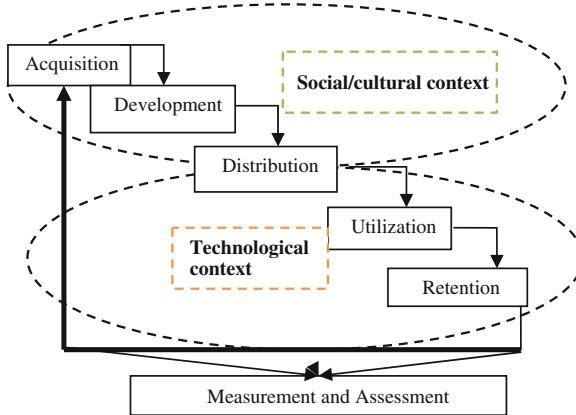 Acquisition
Social/cultural context
Development
Distribution
Utilization
Technological
context
Retention
Measurement and Assessment